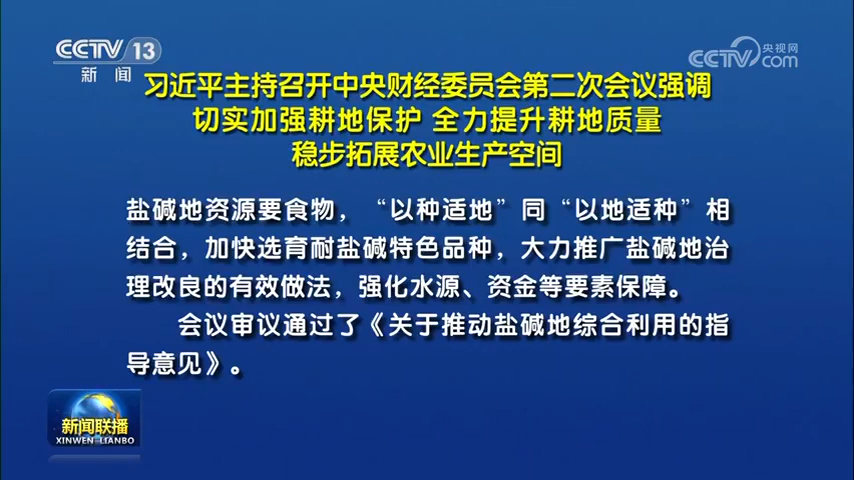 CCTV 13
新闻
央视网
CCTV.com
习近平主持召开中央财经委员会第二次会议强调
切实加强耕地保护 全力提升耕地质量
稳步拓展农业生产空间
盐碱地资源要食物，“以种适地”同“以地适种”相
结合，加快选育耐盐碱特色品种，大力推广盐碱地治
理改良的有效做法，强化水源、资金等要素保障。
会议审议通过了《关于推动盐碱地综合利用的指
导意见》。
新闻联播
XINWEN LIANBO